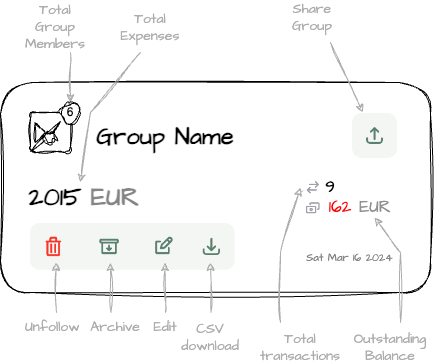 Total
Group
Members
Total
Expenses
Share
Group
6
Group Name
2015 EUR
9
162 EUR
Sat Mar 16 2024
Unfollow
Archive
Edit
CSV
download
Total
transactions
Outstanding
Balance